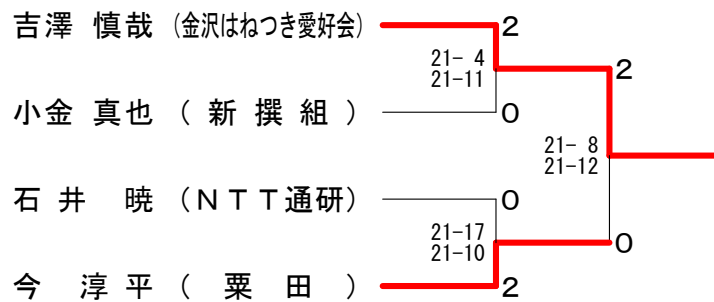 吉澤 慎哉 (金沢はねつき愛好会) 2
21- 4
21-11
2
小金 真也 ( 新 撰 組 ) 0
21- 8
21-12
石 井 暁 (ＮＴＴ通研) 0
21-17
21-10
0
今 淳 平 ( 粟 田 ) 2